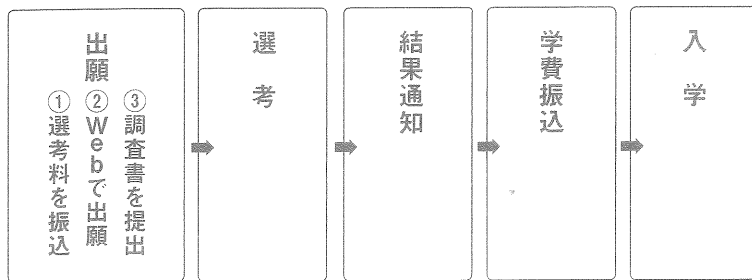 出願
①選考料を振込
②Webで出願
③調査書を提出
選考
結果通知
学費振込
入学